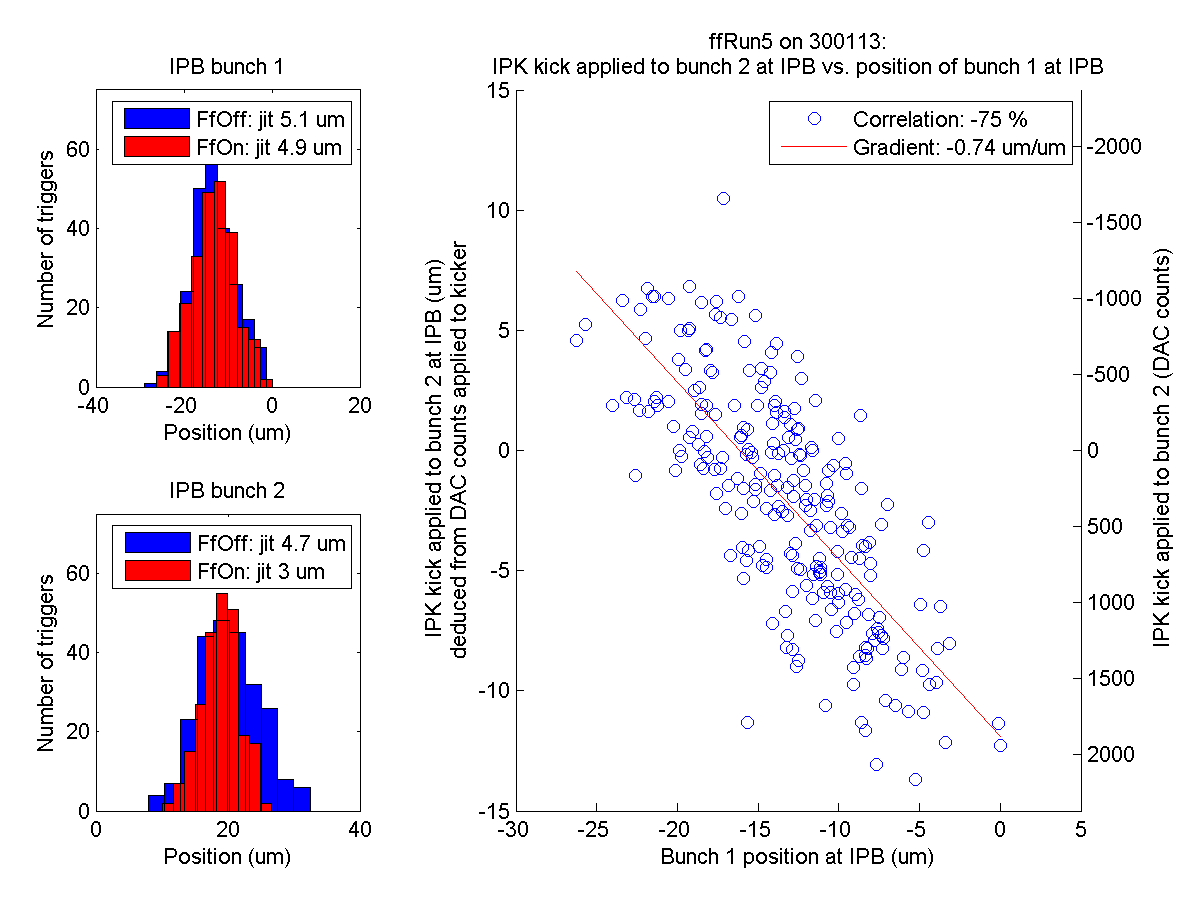 IPB bunch 1
FfOff: jit 5.1 um
FfOn: jit 4.9 um
Number of triggers
60
40
20
0
-40 -20 0 20
Position (um)
IPB bunch 2
FfOff: jit 4.7 um
FfOn: jit 3 um
Number of triggers
60
40
20
0
0 20 40
Position (um)
ffRun5 on 300113:
IPK kick applied to bunch 2 at IPB vs. position of bunch 1 at IPB
Correlation: -75 %
Gradient: -0.74 um/um
IPK kick applied to bunch 2 at IPB (um)
deduced from DAC counts applied to kicker
15
10
5
0
-5
-10
-15
-30 -25 -20 -15 -10 -5 0 5
Bunch 1 position at IPB (um)
-2000
-1500
-1000
-500
0
500
1000
1500
2000
IPK kick applied to bunch 2 (DAC counts)